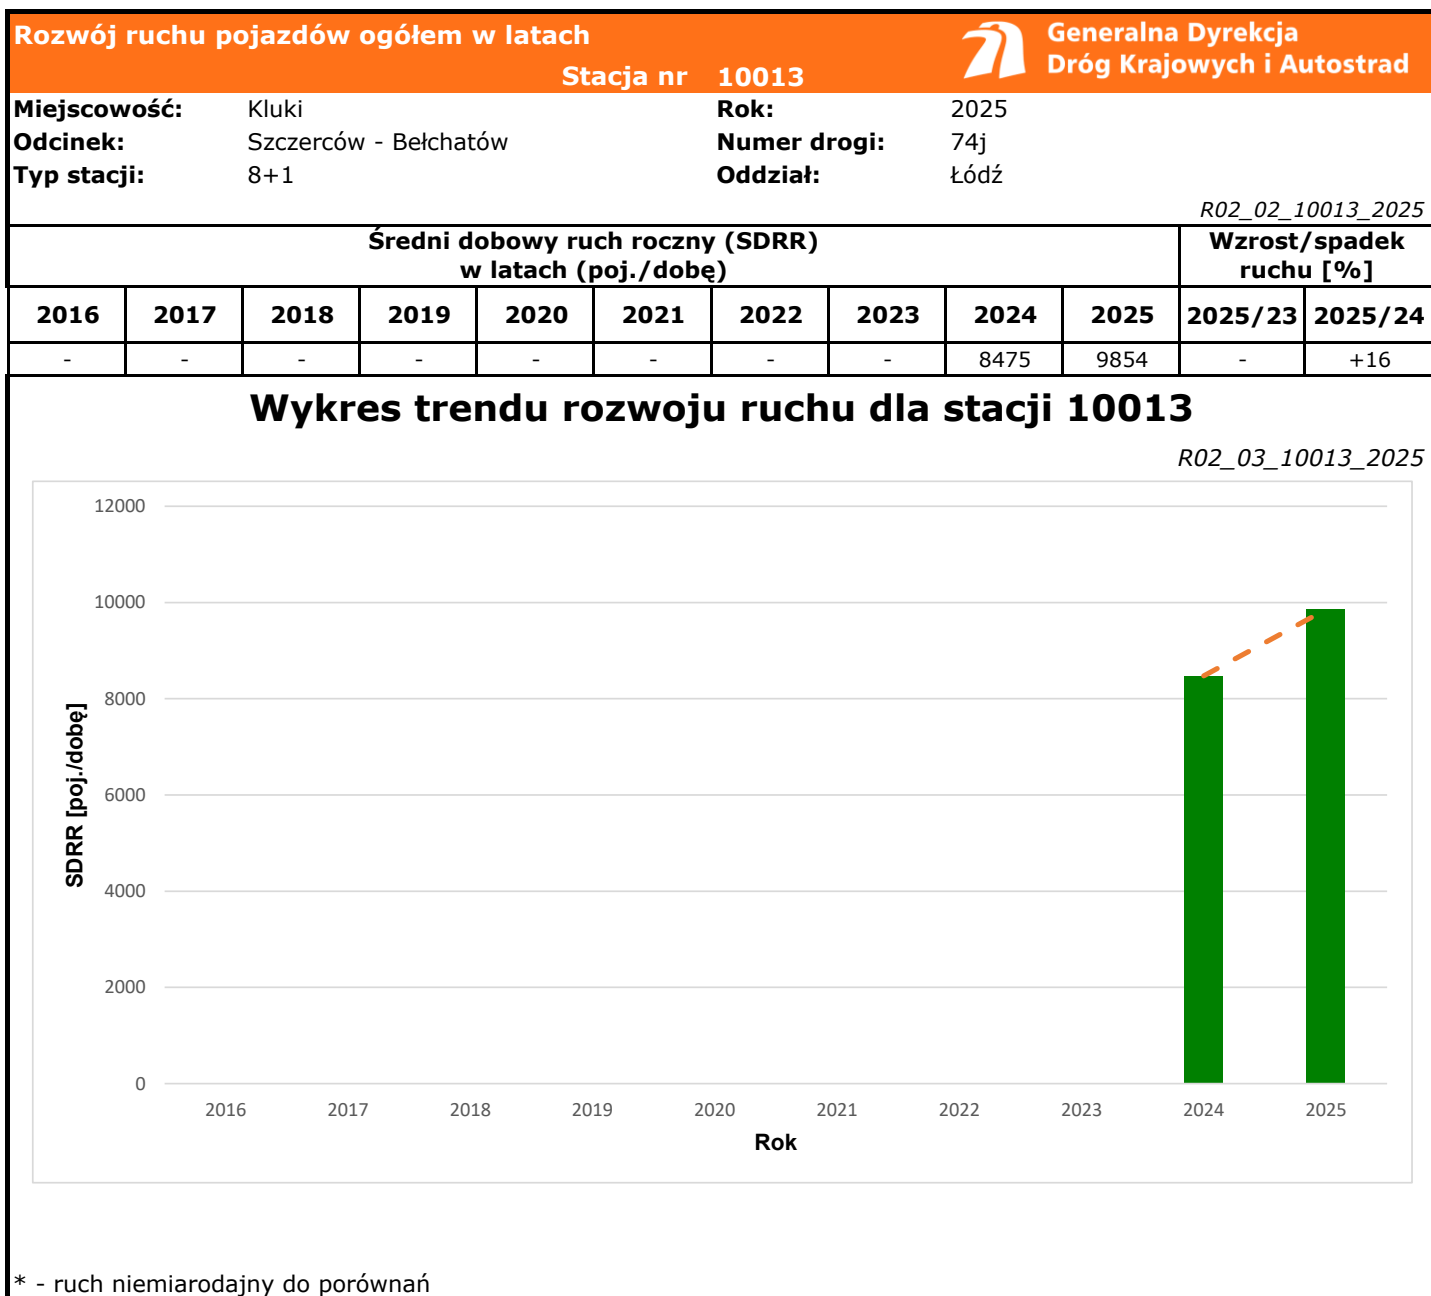 Rozwój ruchu pojazdów ogółem w latach
Generalna Dyrekcja
Dróg Krajowych i Autostrad
Stacja nr 10013
Miejscowość: Kluki Rok: 2025
Odcinek: Szczerców - Bełchatów Numer drogi: 74j
Typ stacji: 8+1 Oddział: Łódź
R02_02_10013_2025
Średni dobowy ruch roczny (SDRR)
w latach (poj./dobę)
Wzrost/spadek
ruchu [%]
2016 2017 2018 2019 2020 2021 2022 2023 2024 2025 2025/23 2025/24
- - - - - - - - 8475 9854 - +16
Wykres trendu rozwoju ruchu dla stacji 10013
R02_03_10013_2025
12000
10000
8000
6000
4000
2000
0
SDRR [poj./dobę]
2016 2017 2018 2019 2020 2021 2022 2023 2024 2025
Rok
* - ruch niemiarodajny do porównań